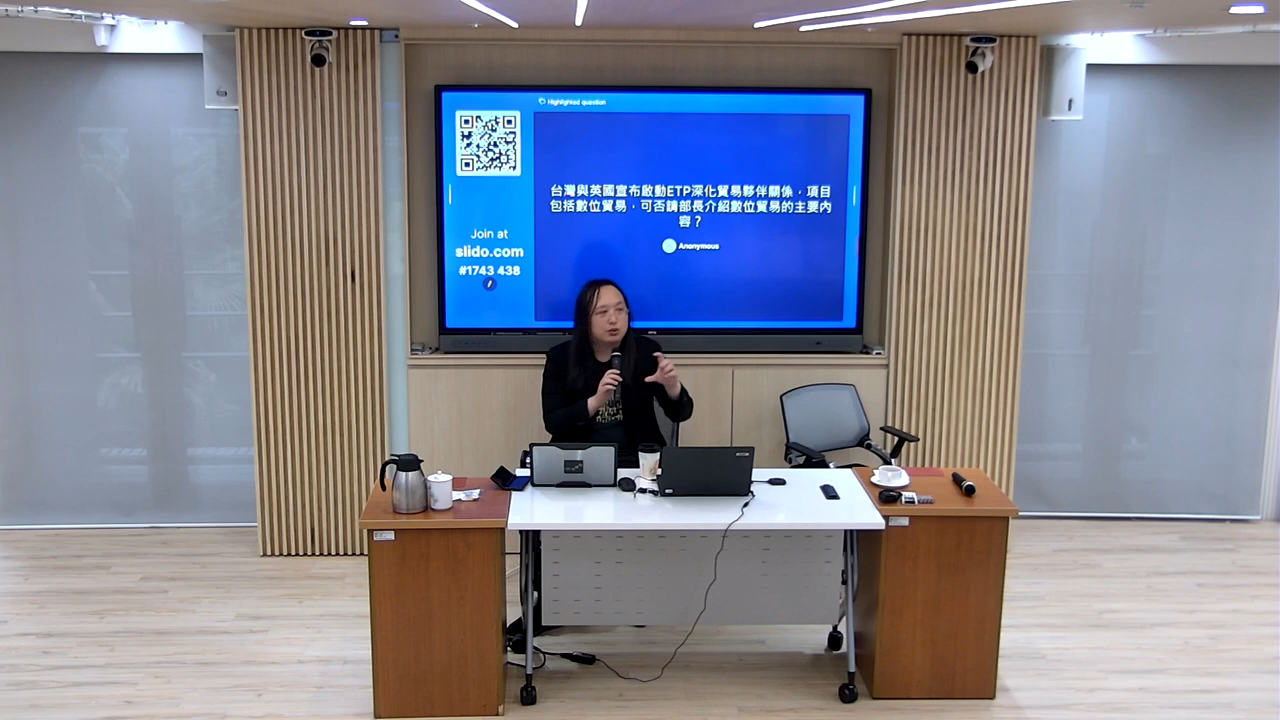 Highlighted question
台灣與英國宣布啟動ETP深化貿易夥伴關係，項目
包括數位貿易，可否請部長介紹數位貿易的主要內
容？
Anonymous
Join at
slido.com
#1743 438